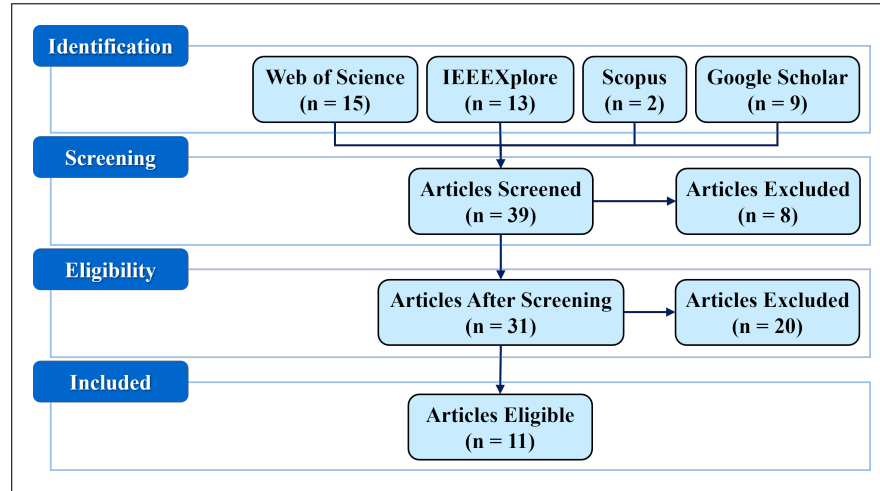 Identification
Web of Science
(n = 15)
IEEEXplore
(n = 13)
Scopus
(n = 2)
Google Scholar
(n = 9)
Screening
Articles Screened
(n = 39)
Articles Excluded
(n = 8)
Eligibility
Articles After Screening
(n = 31)
Articles Excluded
(n = 20)
Included
Articles Eligible
(n = 11)